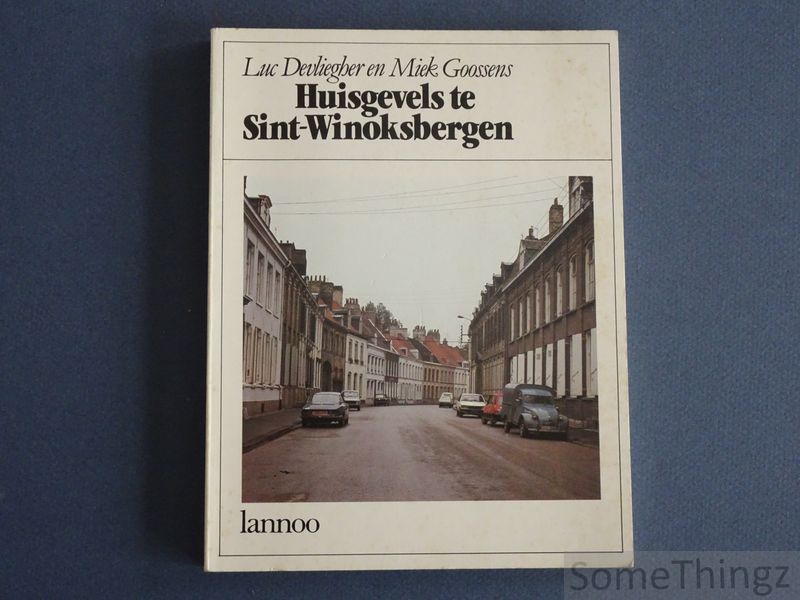 Luc Devliegher en Miek Goossens
Huisgevels te
Sint-Winoksbergen
lannoo
SomeThingz